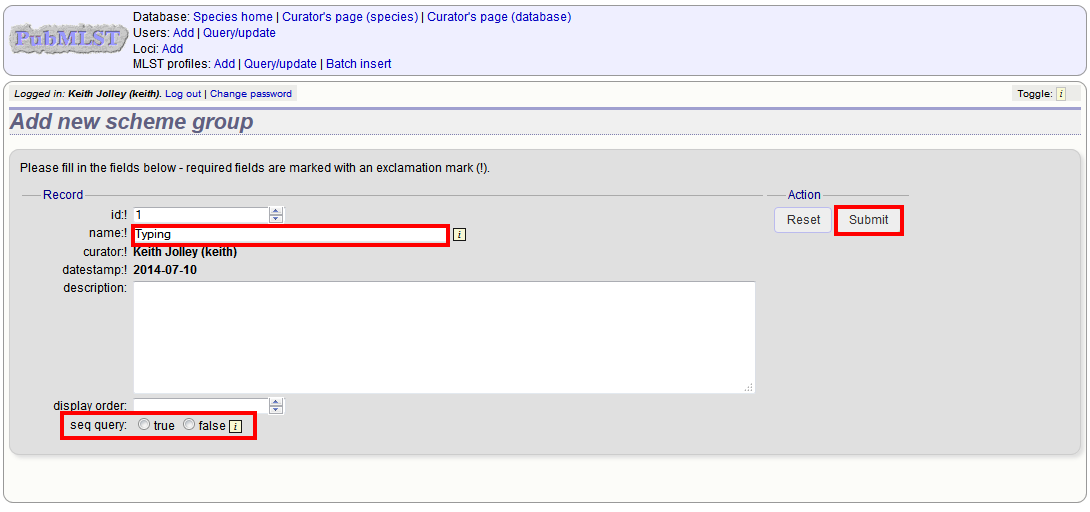 PubMLST
Database: Species home | Curator's page (species) | Curator's page (database)
Users: Add | Query/update
Loci: Add
MLST profiles: Add | Query/update | Batch insert
Logged in: Keith Jolley (keith). Log out | Change password
Toggle: i
Add new scheme group
Please fill in the fields below - required fields are marked with an exclamation mark (!).
Record
Action
id:! 1
Reset Submit
name:! Typing i
curator:! Keith Jolley (keith)
datestamp:! 2014-07-10
description:
display order:
seq query: true false i